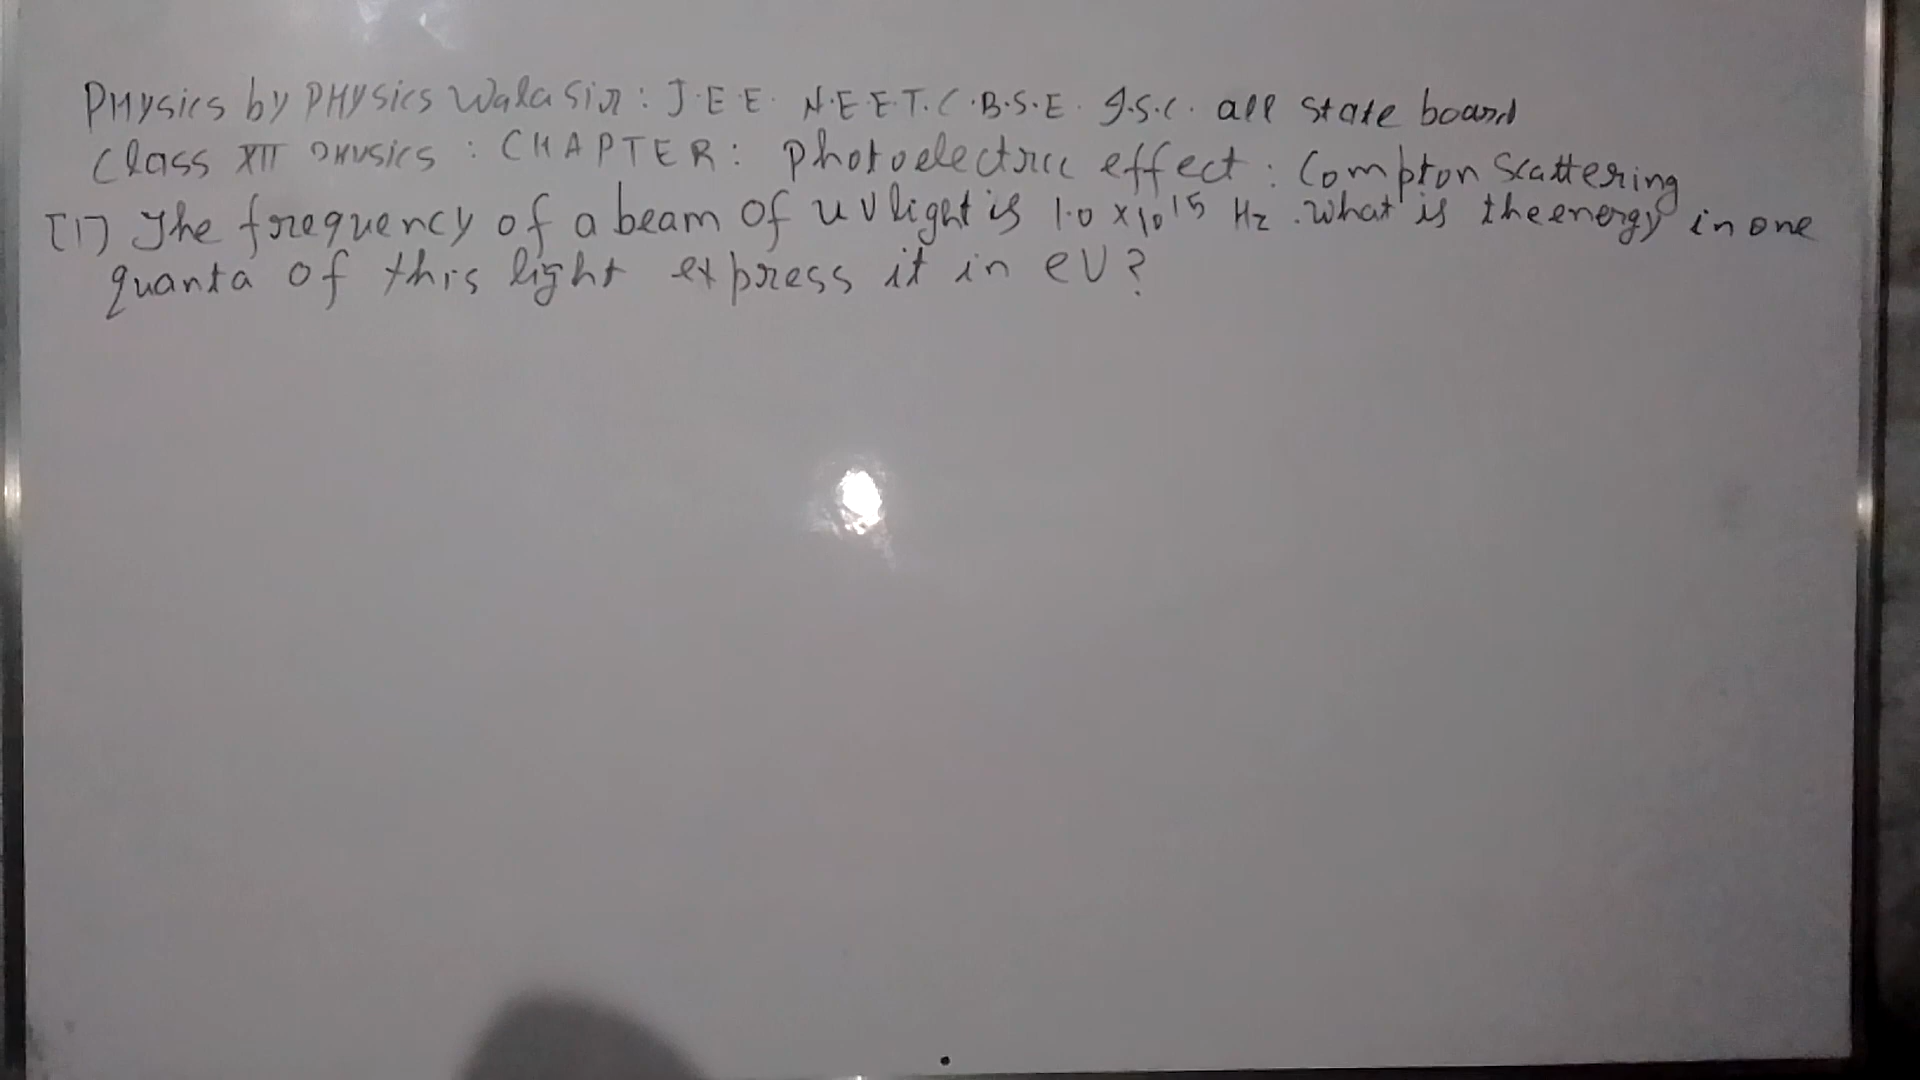 PHysics by PHysics Wala Sir : J.E.E. N.E.E.T. C.B.S.E. I.S.C. all state board
Class XII PHYSICS : CHAPTER : Photoelectric effect : Compton Scattering
[1] The frequency of a beam of uv light is 1.0 x 10¹⁵ Hz. What is the energy in one
quanta of this light express it in eV?